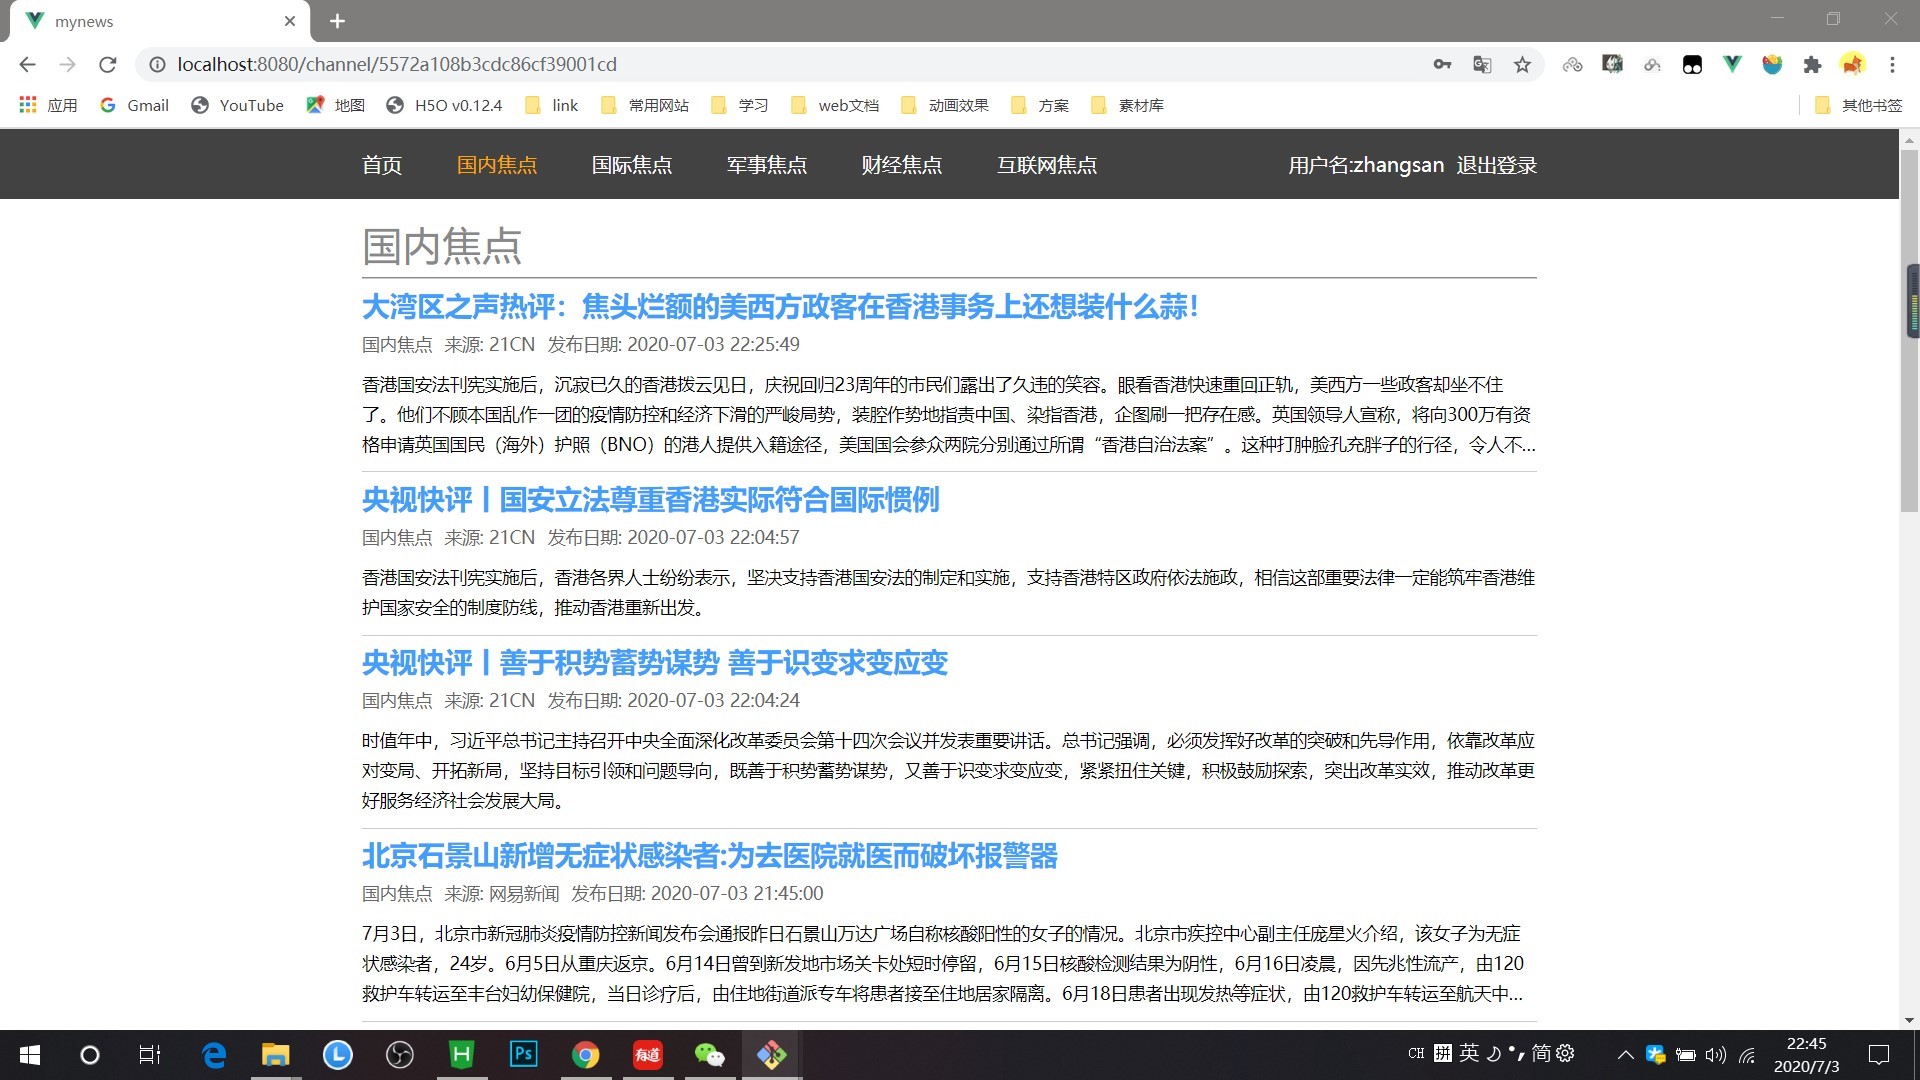 mynews
localhost:8080/channel/5572a108b3cdc86cf39001cd
应用 Gmail YouTube 地图 H5O v0.12.4 link 常用网站 学习 web文档 动画效果 方案 素材库 其他书签
首页 国内焦点 国际焦点 军事焦点 财经焦点 互联网焦点 用户名:zhangsan 退出登录
国内焦点
大湾区之声热评：焦头烂额的美西方政客在香港事务上还想装什么蒜！
国内焦点 来源: 21CN 发布日期: 2020-07-03 22:25:49
香港国安法刊宪实施后，沉寂已久的香港拨云见日，庆祝回归23周年的市民们露出了久违的笑容。眼看香港快速重回正轨，美西方一些政客却坐不住
了。他们不顾本国乱作一团的疫情防控和经济下滑的严峻局势，装腔作势地指责中国、染指香港，企图刷一把存在感。英国领导人宣称，将向300万有资
格申请英国国民（海外）护照（BNO）的港人提供入籍途径，美国国会参众两院分别通过所谓“香港自治法案”。这种打肿脸孔充胖子的行径，令人不...
央视快评丨国安立法尊重香港实际符合国际惯例
国内焦点 来源: 21CN 发布日期: 2020-07-03 22:04:57
香港国安法刊宪实施后，香港各界人士纷纷表示，坚决支持香港国安法的制定和实施，支持香港特区政府依法施政，相信这部重要法律一定能筑牢香港维
护国家安全的制度防线，推动香港重新出发。
央视快评丨善于积势蓄势谋势 善于识变求变应变
国内焦点 来源: 21CN 发布日期: 2020-07-03 22:04:24
时值年中，习近平总书记主持召开中央全面深化改革委员会第十四次会议并发表重要讲话。总书记强调，必须发挥好改革的突破和先导作用，依靠改革应
对变局、开拓新局，坚持目标引领和问题导向，既善于积势蓄势谋势，又善于识变求变应变，紧紧扭住关键，积极鼓励探索，突出改革实效，推动改革更
好服务经济社会发展大局。
北京石景山新增无症状感染者:为去医院就医而破坏报警器
国内焦点 来源: 网易新闻 发布日期: 2020-07-03 21:45:00
7月3日，北京市新冠肺炎疫情防控新闻发布会通报昨日石景山万达广场自称核酸阳性的女子的情况。北京市疾控中心副主任庞星火介绍，该女子为无症
状感染者，24岁。6月5日从重庆返京。6月14日曾到新发地市场关卡处短时停留，6月15日核酸检测结果为阴性，6月16日凌晨，因先兆性流产，由120
救护车转运至丰台妇幼保健院，当日诊疗后，由住地街道派专车将患者接至住地居家隔离。6月18日患者出现发热等症状，由120救护车转运至航天中...
Ps 有道 CH 拼 英 简 22:45
2020/7/3